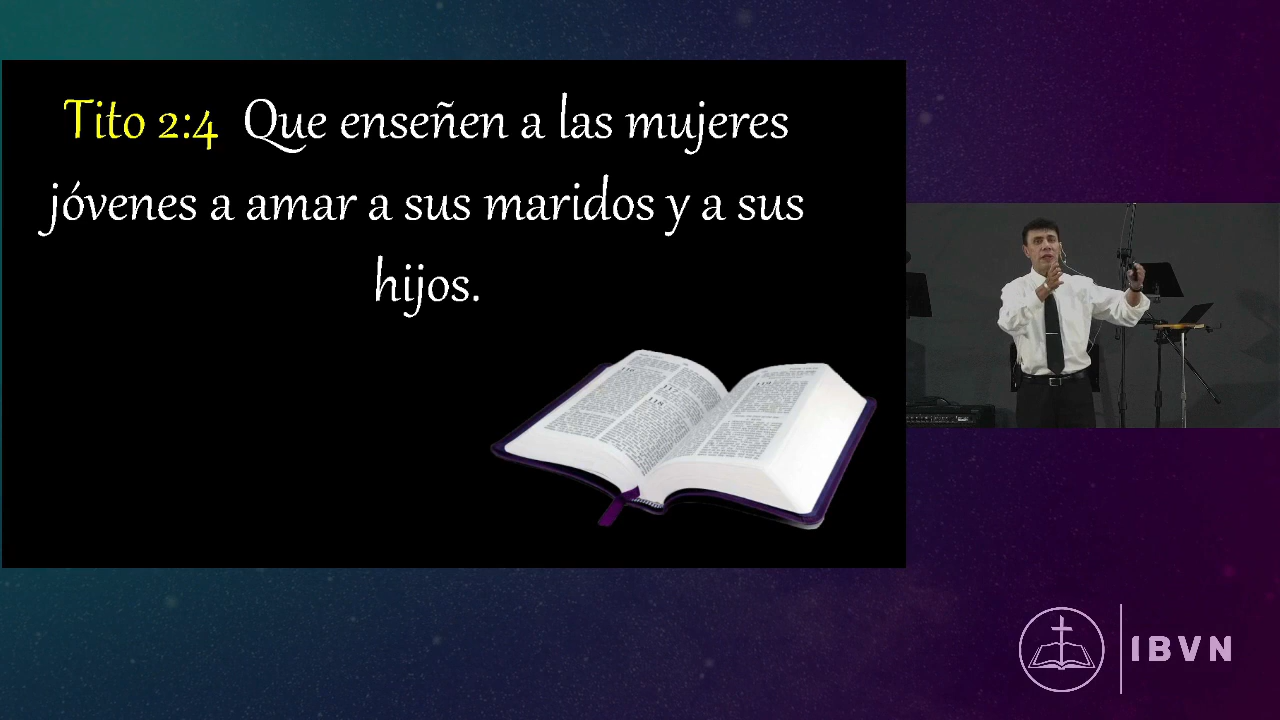 Tito 2:4 Que enseñen a las mujeres
jóvenes a amar a sus maridos y a sus
hijos.
IBVN